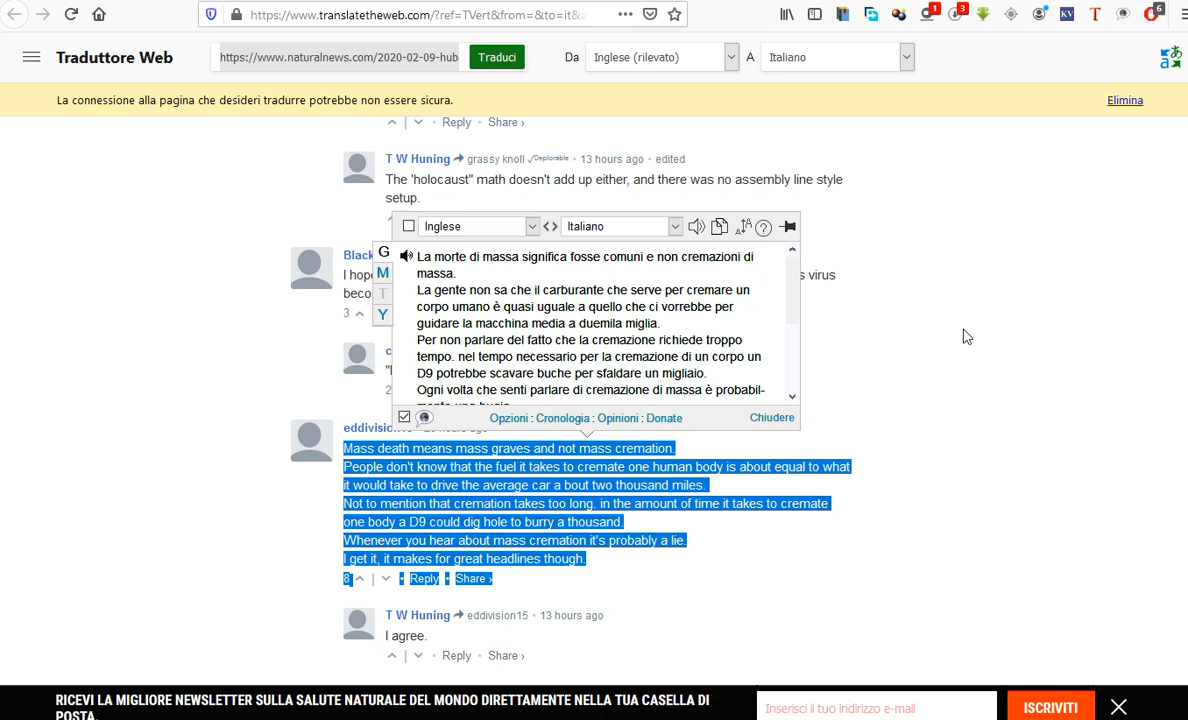 https://www.translatetheweb.com/?ref=TVert&from=&to=it&
1
3
KV
T
6
Traduttore Web
https://www.naturalnews.com/2020-02-09-hub
Traduci
Da
Inglese (rilevato)
A
Italiano
La connessione alla pagina che desideri tradurre potrebbe non essere sicura.
Elimina
Reply Share ›
T W Huning grassy knoll ✓Deplorable • 13 hours ago • edited
The 'holocaust" math doesn't add up either, and there was no assembly line style
setup.
Inglese <> Italiano
G
M
T
Y
La morte di massa significa fosse comuni e non cremazioni di
massa.
La gente non sa che il carburante che serve per cremare un
corpo umano è quasi uguale a quello che ci vorrebbe per
guidare la macchina media a duemila miglia.
Per non parlare del fatto che la cremazione richiede troppo
tempo. nel tempo necessario per la cremazione di un corpo un
D9 potrebbe scavare buche per sfaldare un migliaio.
Ogni volta che senti parlare di cremazione di massa è probabil-
Opzioni : Cronologia : Opinioni : Donate
Chiudere
Black
I hope
s virus
beco
3
c
2
eddivision
hours ago
Mass death means mass graves and not mass cremation.
People don't know that the fuel it takes to cremate one human body is about equal to what
it would take to drive the average car a bout two thousand miles.
Not to mention that cremation takes too long. in the amount of time it takes to cremate
one body a D9 could dig hole to burry a thousand.
Whenever you hear about mass cremation it's probably a lie.
I get it, it makes for great headlines though.
8 • Reply • Share ›
T W Huning eddivision15 • 13 hours ago
I agree.
• Reply • Share ›
RICEVI LA MIGLIORE NEWSLETTER SULLA SALUTE NATURALE DEL MONDO DIRETTAMENTE NELLA TUA CASELLA DI
POSTA.
Inserisci il tuo indirizzo e-mail
ISCRIVITI